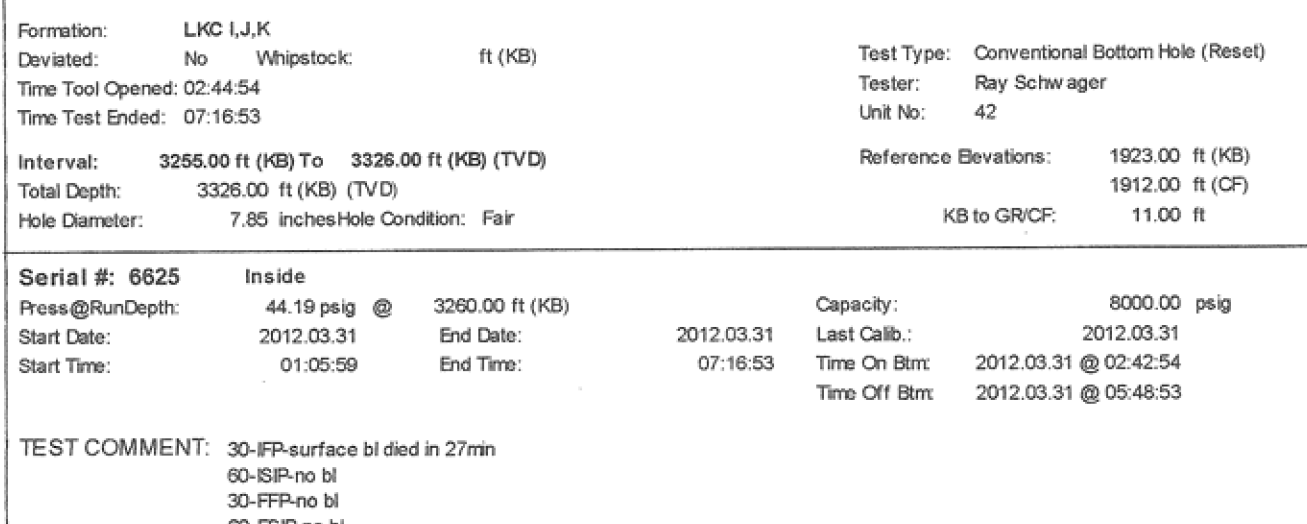 Formation: LKC I,J,K
Deviated: No Whipstock: ft (KB)
Time Tool Opened: 02:44:54
Time Test Ended: 07:16:53
Test Type: Conventional Bottom Hole (Reset)
Tester: Ray Schwager
Unit No: 42
Interval: 3255.00 ft (KB) To 3326.00 ft (KB) (TVD)
Total Depth: 3326.00 ft (KB) (TVD)
Hole Diameter: 7.85 inches Hole Condition: Fair
Reference Elevations: 1923.00 ft (KB)
1912.00 ft (CF)
KB to GR/CF: 11.00 ft
Serial #: 6625 Inside
Press@RunDepth: 44.19 psig @ 3260.00 ft (KB)
Start Date: 2012.03.31 End Date: 2012.03.31
Start Time: 01:05:59 End Time: 07:16:53
Capacity: 8000.00 psig
Last Calib.: 2012.03.31
Time On Btm: 2012.03.31 @ 02:42:54
Time Off Btm: 2012.03.31 @ 05:48:53
TEST COMMENT: 30-IFP-surface bl died in 27min
60-ISIP-no bl
30-FFP-no bl